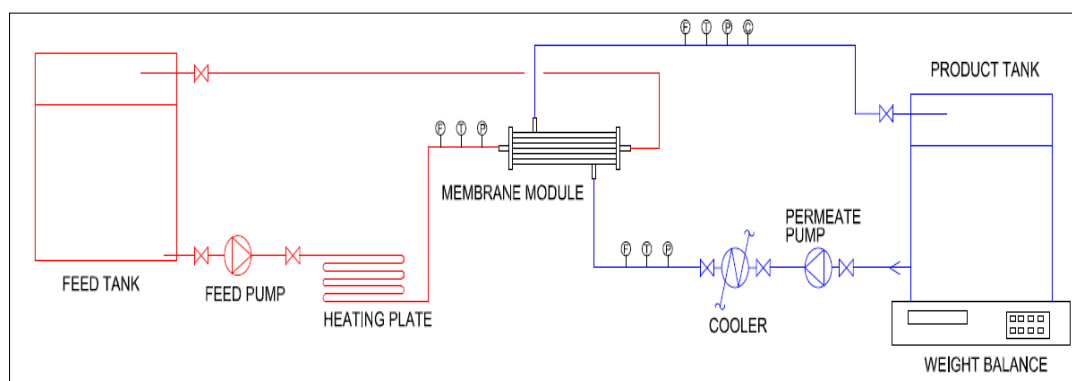 F T P C
PRODUCT TANK
F T P
MEMBRANE MODULE
PERMEATE
PUMP
F T P
FEED TANK
FEED PUMP
HEATING PLATE
COOLER
WEIGHT BALANCE